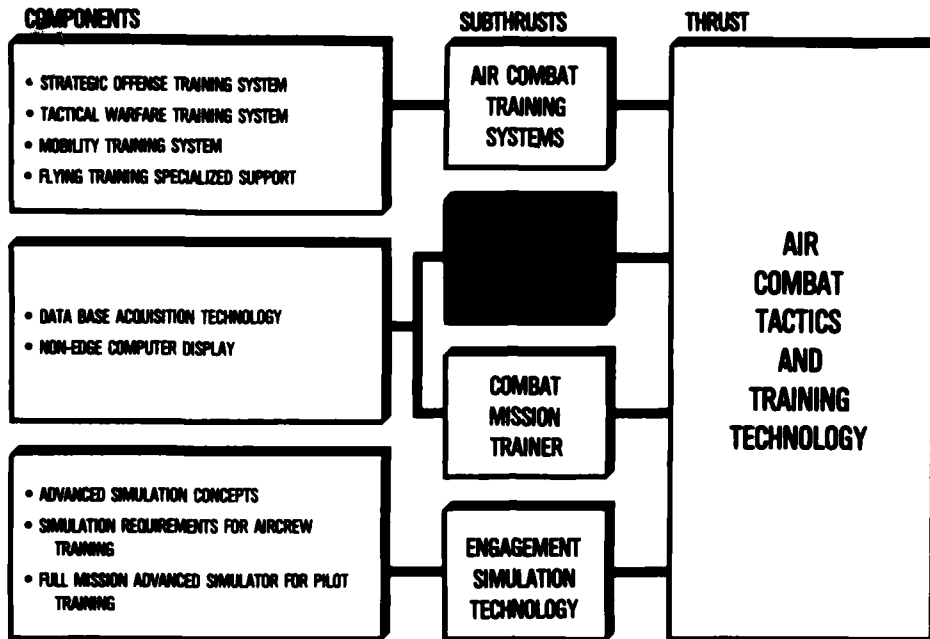 COMPONENTS
SUBTHRUSTS
THRUST
• STRATEGIC OFFENSE TRAINING SYSTEM
• TACTICAL WARFARE TRAINING SYSTEM
• MOBILITY TRAINING SYSTEM
• FLYING TRAINING SPECIALIZED SUPPORT
AIR COMBAT
TRAINING
SYSTEMS
• DATA BASE ACQUISITION TECHNOLOGY
• NON-EDGE COMPUTER DISPLAY
COMBAT
MISSION
TRAINER
• ADVANCED SIMULATION CONCEPTS
• SIMULATION REQUIREMENTS FOR AIRCREW
TRAINING
• FULL MISSION ADVANCED SIMULATOR FOR PILOT
TRAINING
ENGAGEMENT
SIMULATION
TECHNOLOGY
AIR
COMBAT
TACTICS
AND
TRAINING
TECHNOLOGY